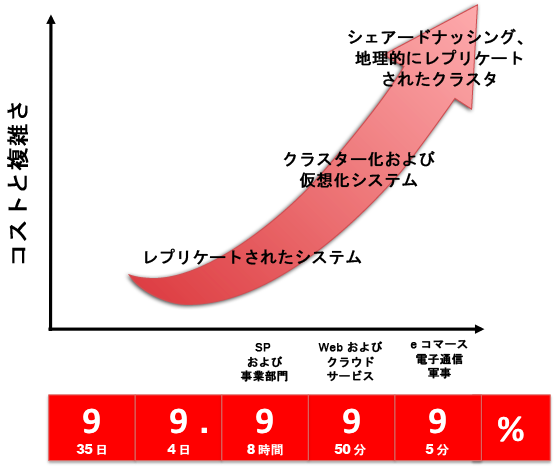 コストと複雑さ
シェアードナッシング、
地理的にレプリケート
されたクラスタ
クラスター化および
仮想化システム
レプリケートされたシステム
SP
および
事業部門
Web および
クラウド
サービス
e コマース
電子通信
軍事
9 9. 9 9 9 %
35 日 4 日 8 時間 50 分 5 分